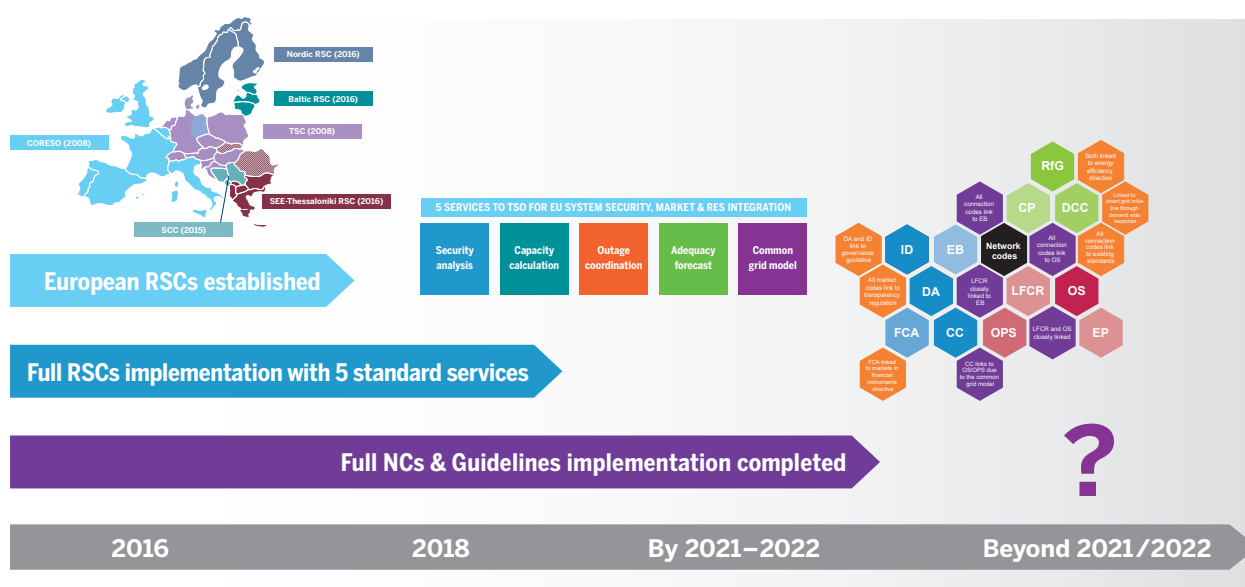 Nordic RSC (2016)
Baltic RSC (2016)
TSC (2008)
CORESO (2008)
SEE-Thessaloniki RSC (2016)
SCC (2015)
European RSCs established
5 SERVICES TO TSO FOR EU SYSTEM SECURITY, MARKET & RES INTEGRATION
Security
analysis
Capacity
calculation
Outage
coordination
Adequacy
forecast
Common
grid model
RfG
Both linked
to energy
efficiency
directive
All
connection
codes link
to EB
CP
DCC
Linked to
smart grid initia-
tive through
demand side
response
DA and ID
link to
governance
guideline
ID
EB
Network
codes
All
connection
codes link
to OS
All
connection
codes link
to existing
standards
All market
codes link to
transparency
regulation
DA
LFCR
closely
linked to
EB
LFCR
OS
FCA
CC
OPS
LFCR and OS
closely linked
EP
FCA linked
to markets in
financial
instruments
directive
CC links to
OS/OPS due
to the common
grid model
Full RSCs implementation with 5 standard services
Full NCs & Guidelines implementation completed
?
2016
2018
By 2021–2022
Beyond 2021/2022